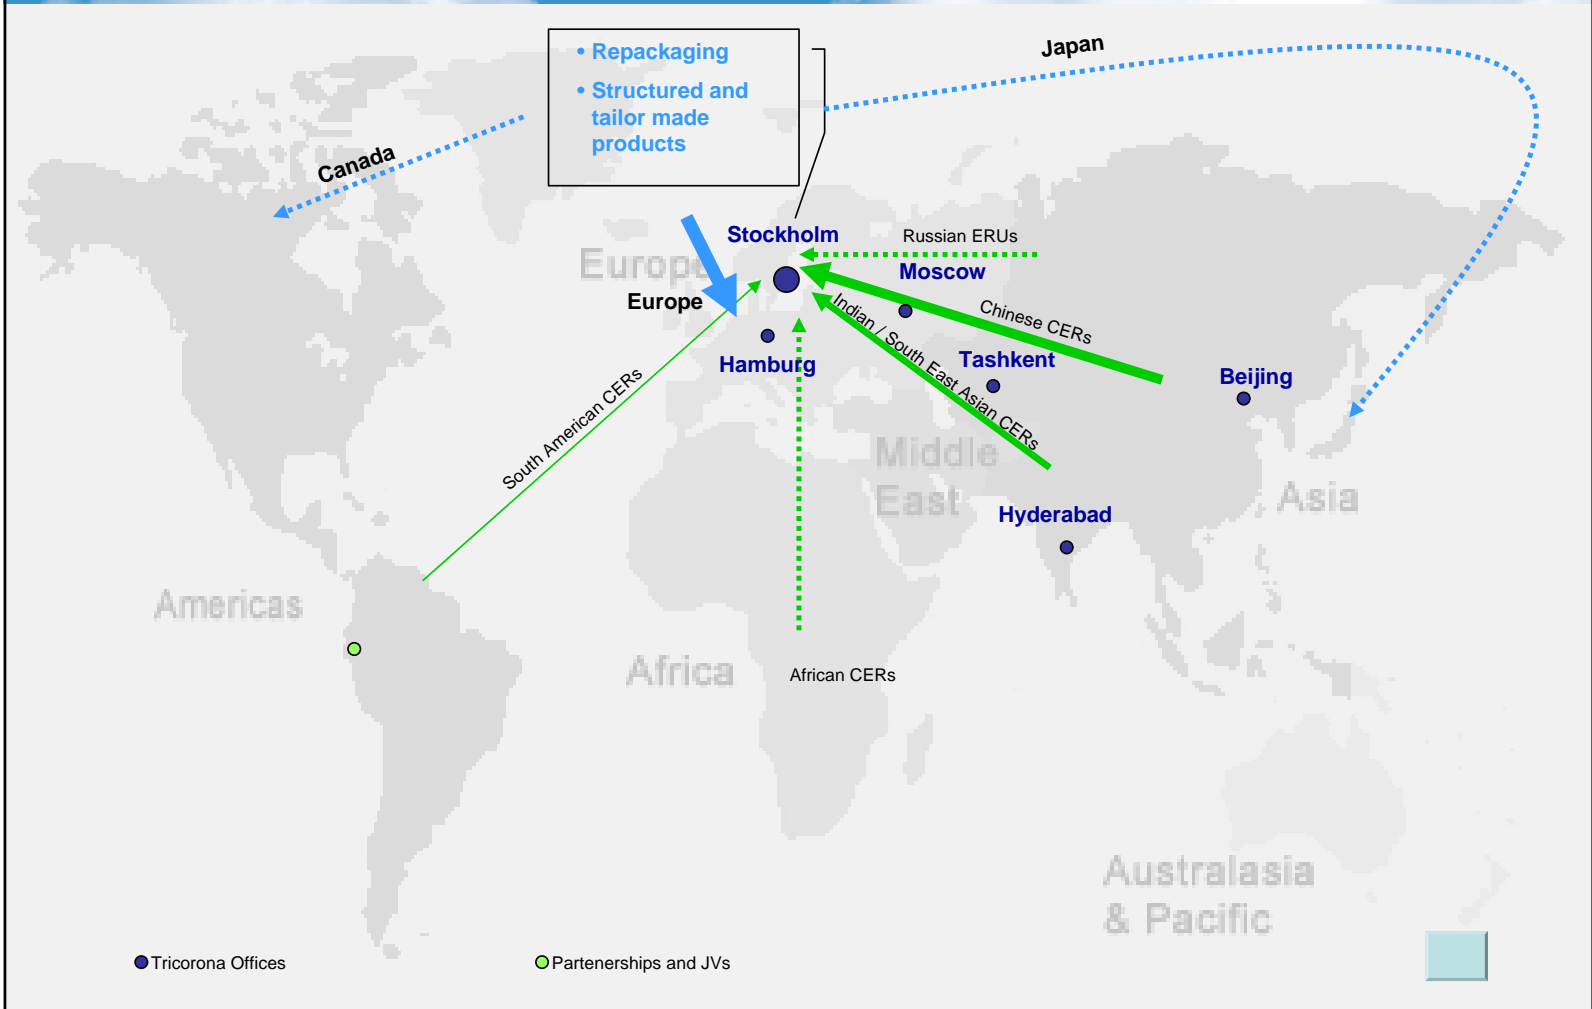 • Repackaging
• Structured and
tailor made
products
Japan
Canada
Stockholm
Russian ERUs
Europe
Moscow
Europe
Chinese CERs
Indian / South East Asian CERs
Hamburg
Tashkent
Beijing
South American CERs
Middle
East
Asia
Hyderabad
Americas
Africa
African CERs
Australasia
& Pacific
Tricorona Offices
Partenerships and JVs